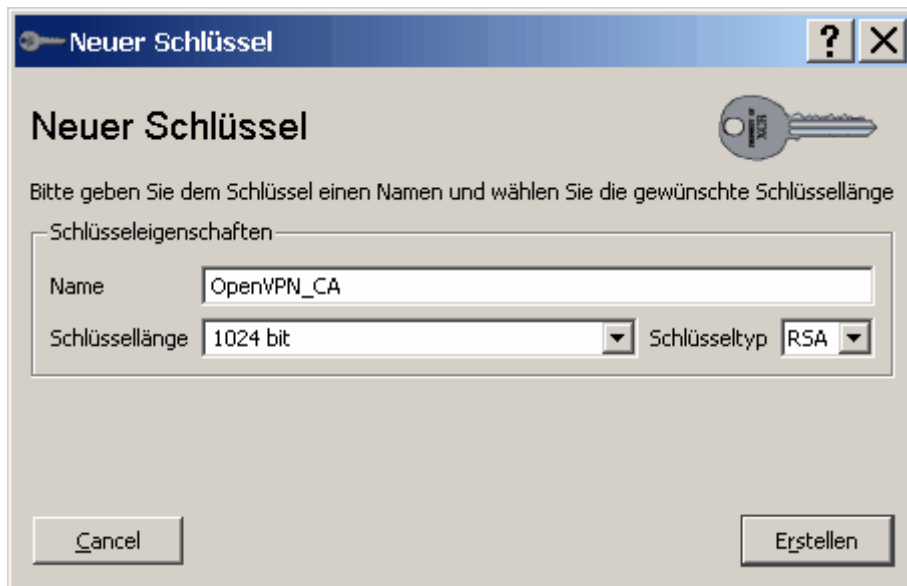 Neuer Schlüssel
Neuer Schlüssel
Bitte geben Sie dem Schlüssel einen Namen und wählen Sie die gewünschte Schlüssellänge
Schlüsseleigenschaften
Name OpenVPN_CA
Schlüssellänge 1024 bit Schlüsseltyp RSA
Cancel Erstellen